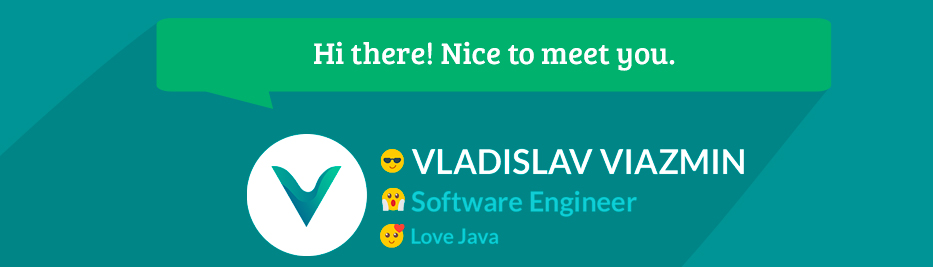 Hi there! Nice to meet you.
VLADISLAV VIAZMIN
Software Engineer
Love Java